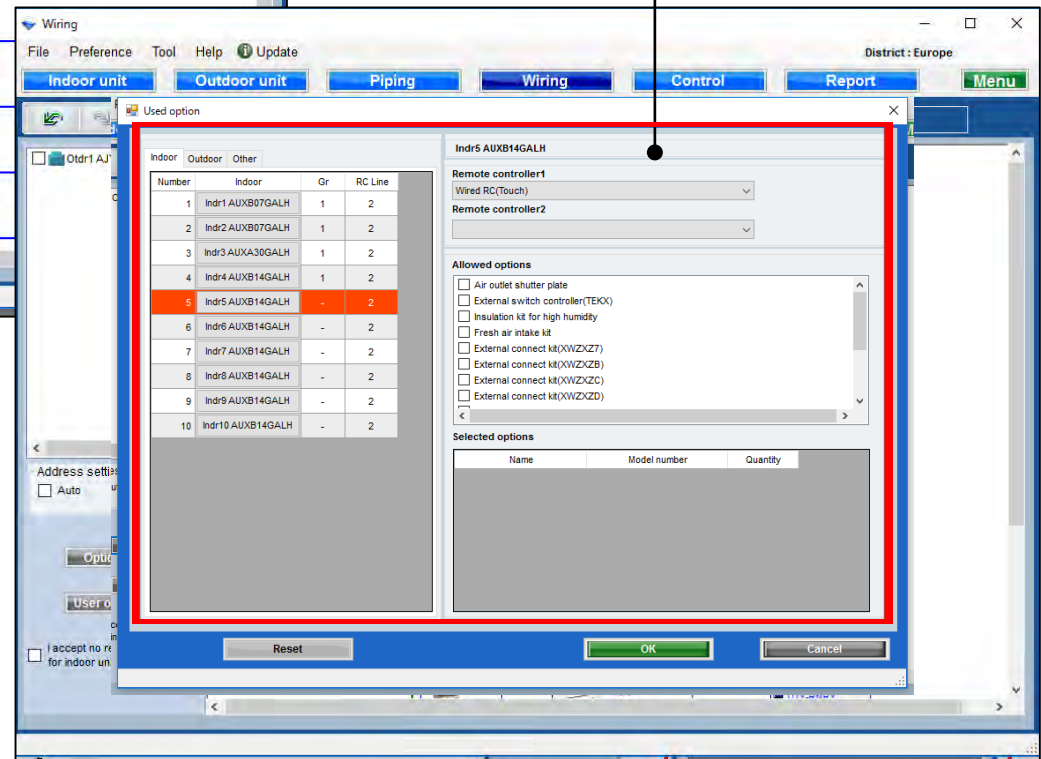 Wiring
File Preference Tool Help Update
District : Europe
Indoor unit Outdoor unit Piping Wiring Control Report Menu
Used option
Otdr1 AJ
Indoor Outdoor Other
Number Indoor Gr RC Line
1 Indr1 AUXB07GALH 1 2
2 Indr2 AUXB07GALH 1 2
3 Indr3 AUXA30GALH 1 2
4 Indr4 AUXB14GALH 1 2
5 Indr5 AUXB14GALH - 2
6 Indr6 AUXB14GALH - 2
7 Indr7 AUXB14GALH - 2
8 Indr8 AUXB14GALH - 2
9 Indr9 AUXB14GALH - 2
10 Indr10 AUXB14GALH - 2
Indr5 AUXB14GALH
Remote controller1
Wired RC(Touch)
Remote controller2
Allowed options
Air outlet shutter plate
External switch controller(TEKX)
Insulation kit for high humidity
Fresh air intake kit
External connect kit(XWZXZ7)
External connect kit(XWZXZB)
External connect kit(XWZXZC)
External connect kit(XWZXZD)
Selected options
Name Model number Quantity
Address setti
Auto
Optio
User o
I accept no re
for indoor un
Reset OK Cancel